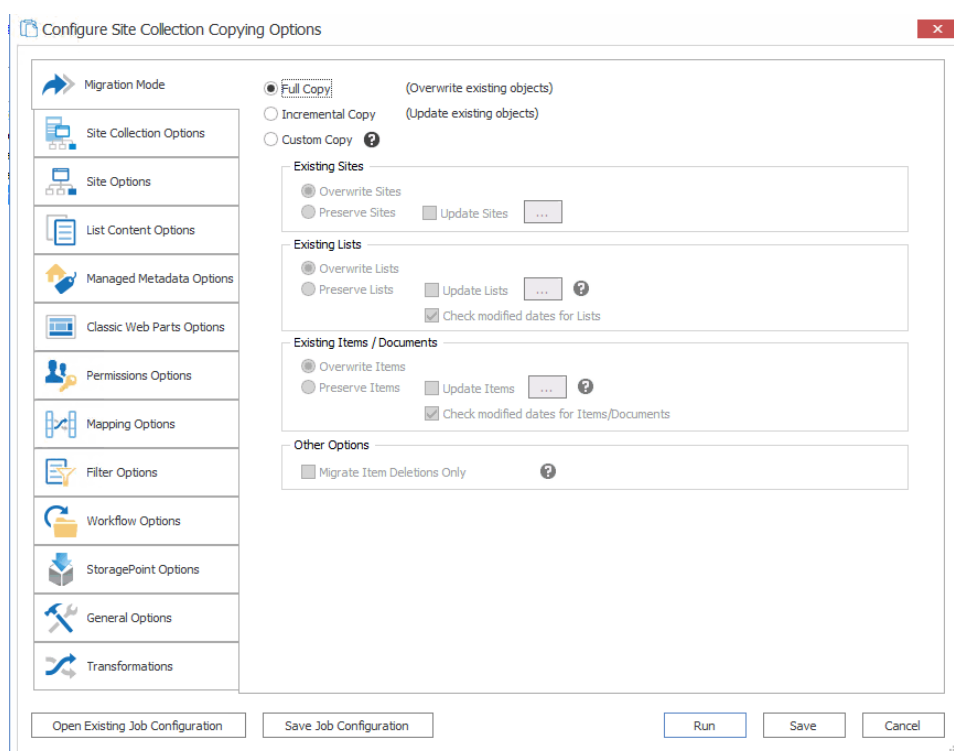 Configure Site Collection Copying Options
Migration Mode
Site Collection Options
Site Options
List Content Options
Managed Metadata Options
Classic Web Parts Options
Permissions Options
Mapping Options
Filter Options
Workflow Options
StoragePoint Options
General Options
Transformations
Full Copy (Overwrite existing objects)
Incremental Copy (Update existing objects)
Custom Copy ?
Existing Sites
Overwrite Sites
Preserve Sites Update Sites ...
Existing Lists
Overwrite Lists
Preserve Lists Update Lists ... ?
Check modified dates for Lists
Existing Items / Documents
Overwrite Items
Preserve Items Update Items ... ?
Check modified dates for Items/Documents
Other Options
Migrate Item Deletions Only ?
Open Existing Job Configuration Save Job Configuration Run Save Cancel